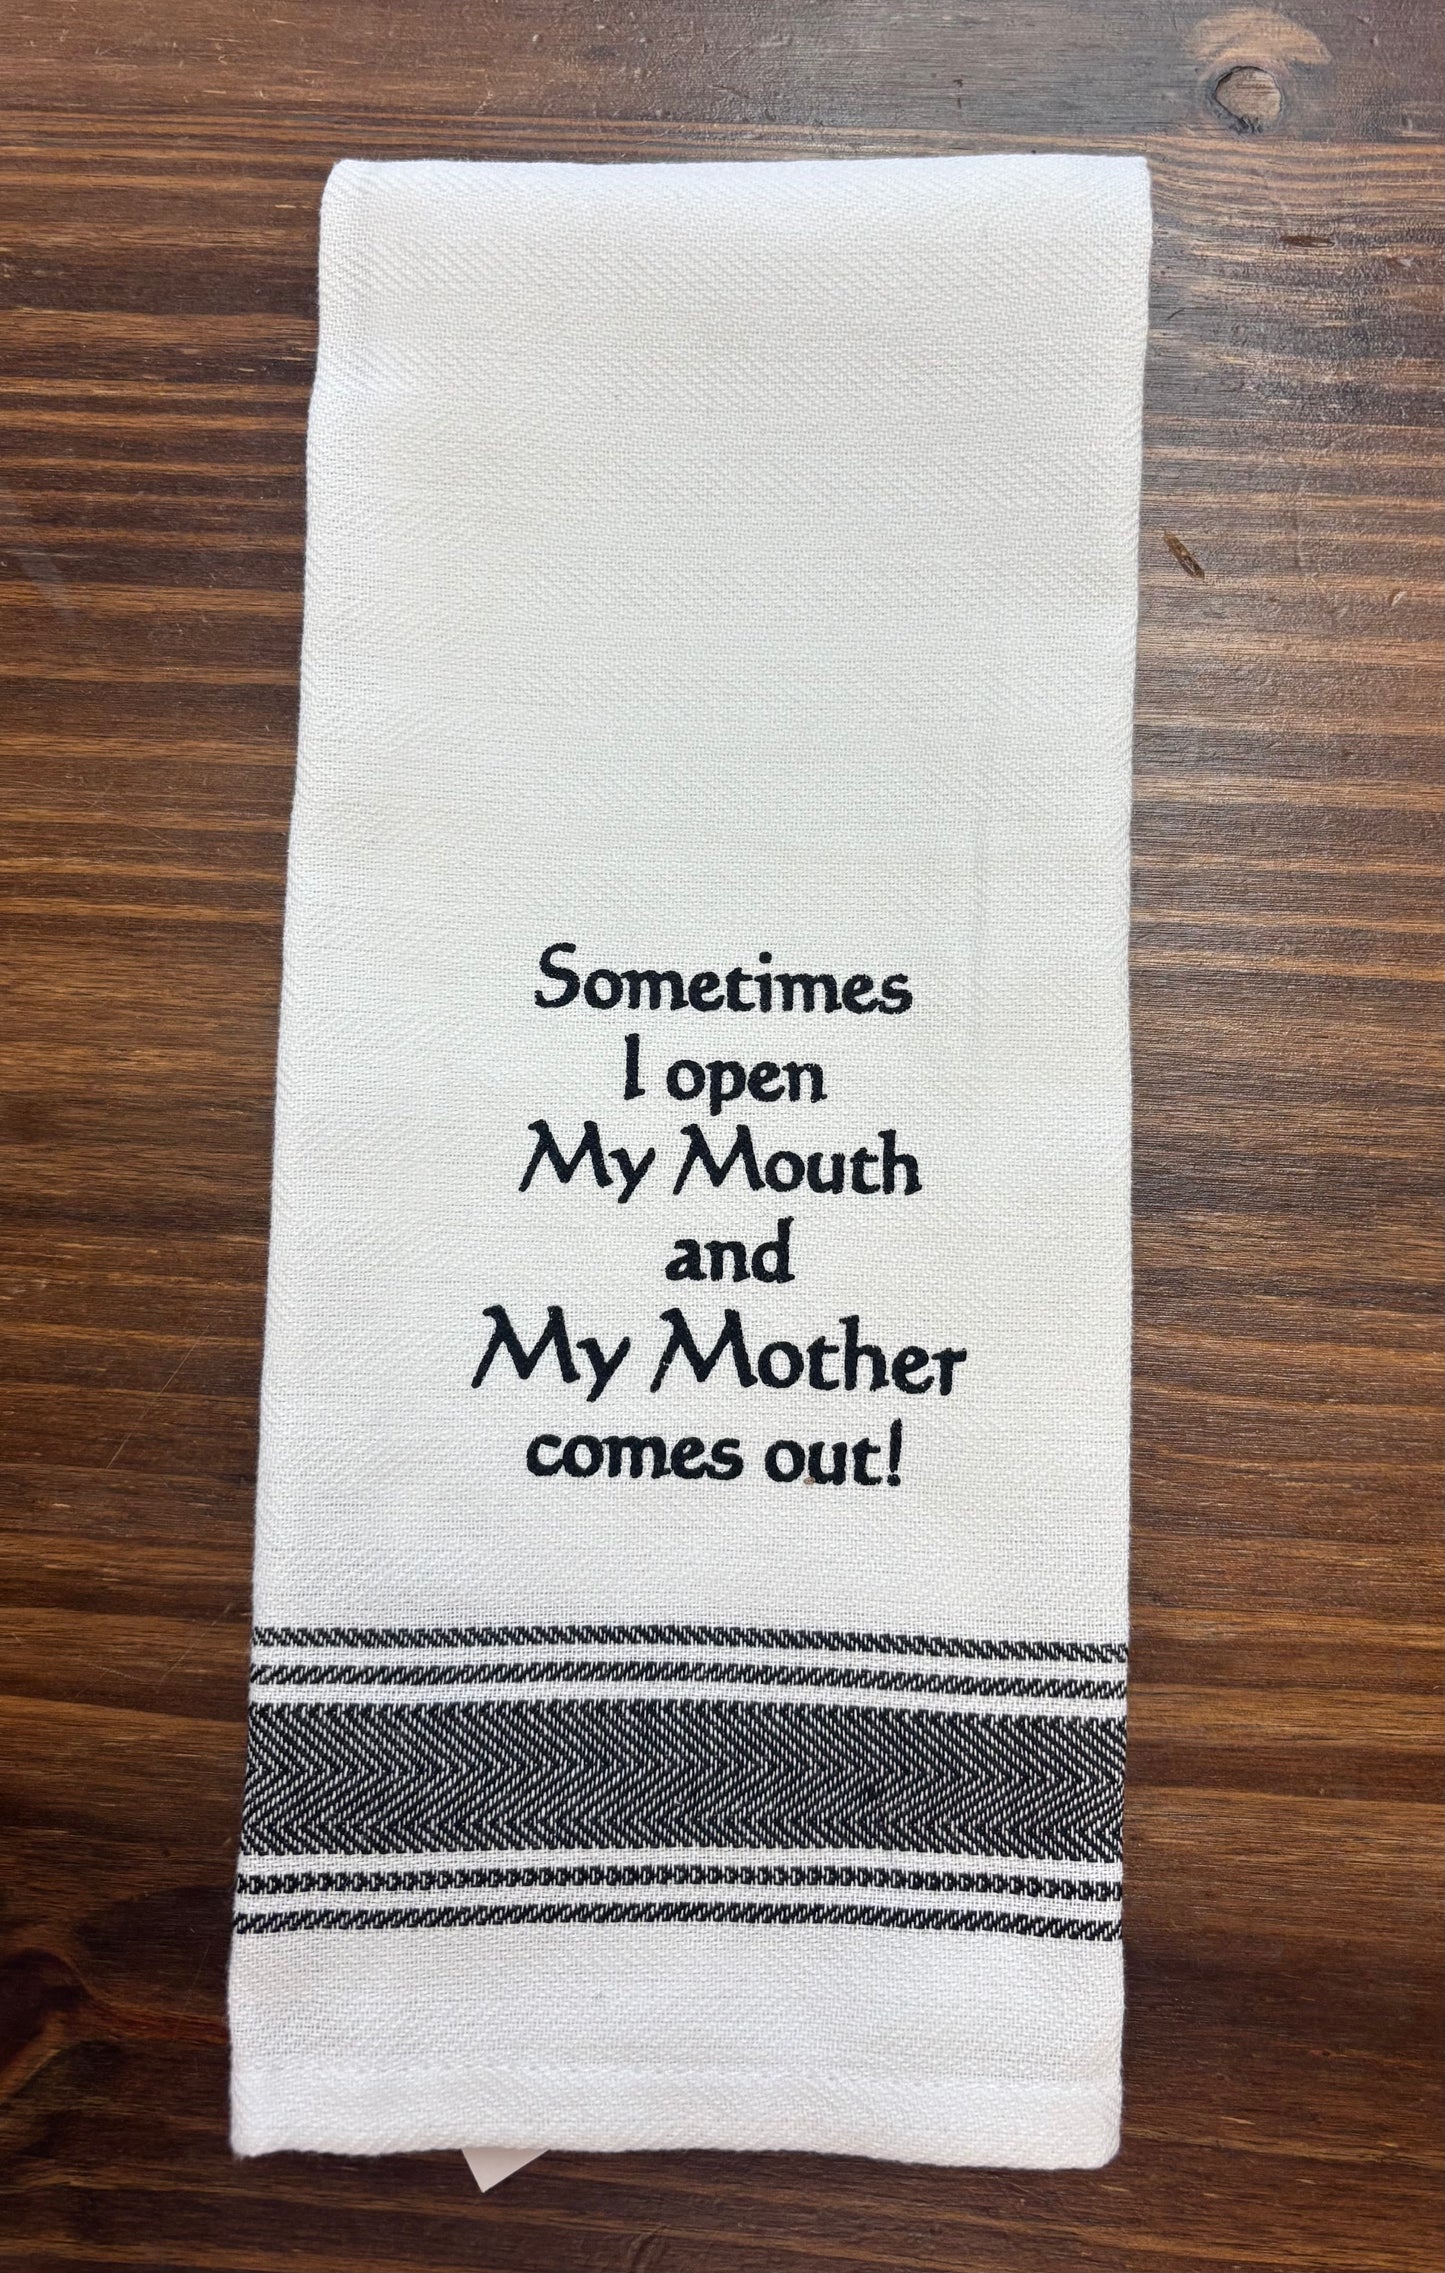 Sometimes
I open
My Mouth
and
My Mother
comes out!